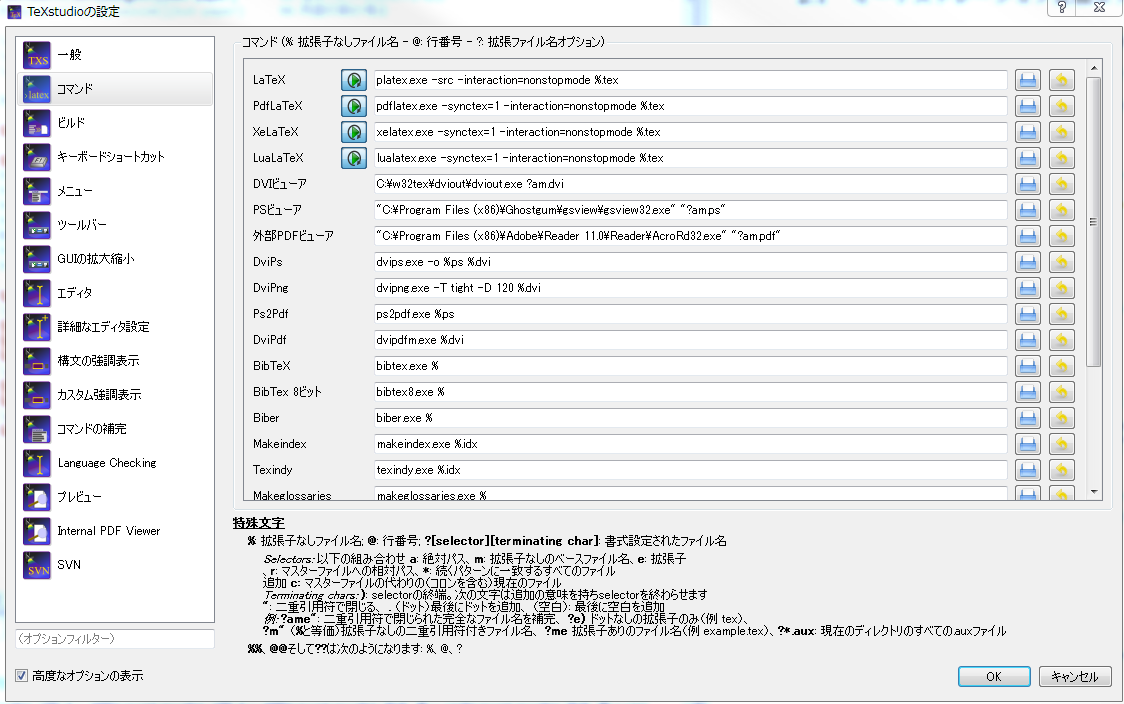 TeXstudioの設定
一般
コマンド
ビルド
キーボードショートカット
メニュー
ツールバー
GUIの拡大縮小
エディタ
詳細なエディタ設定
構文の強調表示
カスタム強調表示
コマンドの補完
Language Checking
プレビュー
Internal PDF Viewer
SVN
(オプションフィルター)
高度なオプションの表示
コマンド (% 拡張子なしファイル名 - @: 行番号 - ?: 拡張ファイル名オプション)
LaTeX platex.exe -src -interaction=nonstopmode %.tex
PdfLaTeX pdflatex.exe -synctex=1 -interaction=nonstopmode %.tex
XeLaTeX xelatex.exe -synctex=1 -interaction=nonstopmode %.tex
LuaLaTeX lualatex.exe -synctex=1 -interaction=nonstopmode %.tex
DVIビューア C:¥w32tex¥dviout¥dviout.exe ?am.dvi
PSビューア "C:¥Program Files (x86)¥Ghostgum¥gsview¥gsview32.exe" "?am.ps"
外部PDFビューア "C:¥Program Files (x86)¥Adobe¥Reader 11.0¥Reader¥AcroRd32.exe" "?am.pdf"
DviPs dvips.exe -o %.ps %.dvi
DviPng dvipng.exe -T tight -D 120 %.dvi
Ps2Pdf ps2pdf.exe %.ps
DviPdf dvipdfm.exe %.dvi
BibTeX bibtex.exe %
BibTex 8ビット bibtex8.exe %
Biber biber.exe %
Makeindex makeindex.exe %.idx
Texindy texindy.exe %.idx
Makeglossaries makeglossaries.exe %
特殊文字
%: 拡張子なしファイル名; @: 行番号; ?[selector][terminating char]: 書式設定されたファイル名
Selectors: 以下の組み合わせ a: 絶対パス、m: 拡張子なしのベースファイル名、e: 拡張子
、r: マスターファイルへの相対パス、*: 続くパターンに一致するすべてのファイル
追加 c: マスターファイルの代わりの(コロンを含む)現在のファイル
Terminating chars: ): selectorの終端。次の文字は追加の意味を持ちselectorを終わらせます
": 二重引用符で閉じる、 . (ドット)最後にドットを追加、 (空白): 最後に空白を追加
例: ?ame": 二重引用符で閉じられた完全なファイル名を補完、 ?e) ドットなしの拡張子のみ(例 tex)、
?m" (%と等価)拡張子なしの二重引用符付きファイル名、 ?me 拡張子ありのファイル名(例 example.tex)、 ?*.aux: 現在のディレクトリのすべての.auxファイル
%%、@@そして??は次のようになります: %、@、?
OK
キャンセル